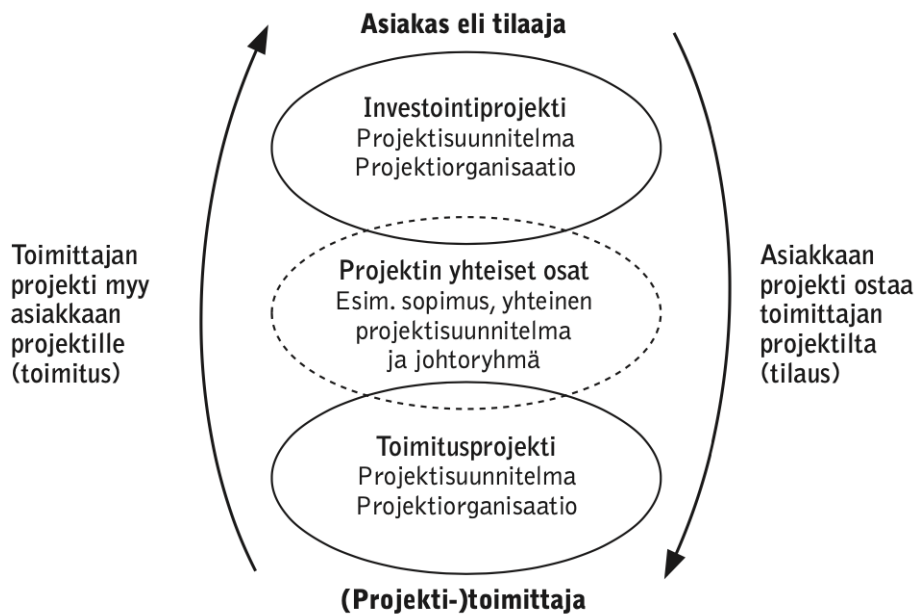 Asiakas eli tilaaja
Investointiprojekti
Projektisuunnitelma
Projektiorganisaatio
Toimittajan
projekti myy
asiakkaan
projektille
(toimitus)
Projektin yhteiset osat
Esim. sopimus, yhteinen
projektisuunnitelma
ja johtoryhmä
Asiakkaan
projekti ostaa
toimittajan
projektilta
(tilaus)
Toimitusprojekti
Projektisuunnitelma
Projektiorganisaatio
(Projekti-)toimittaja